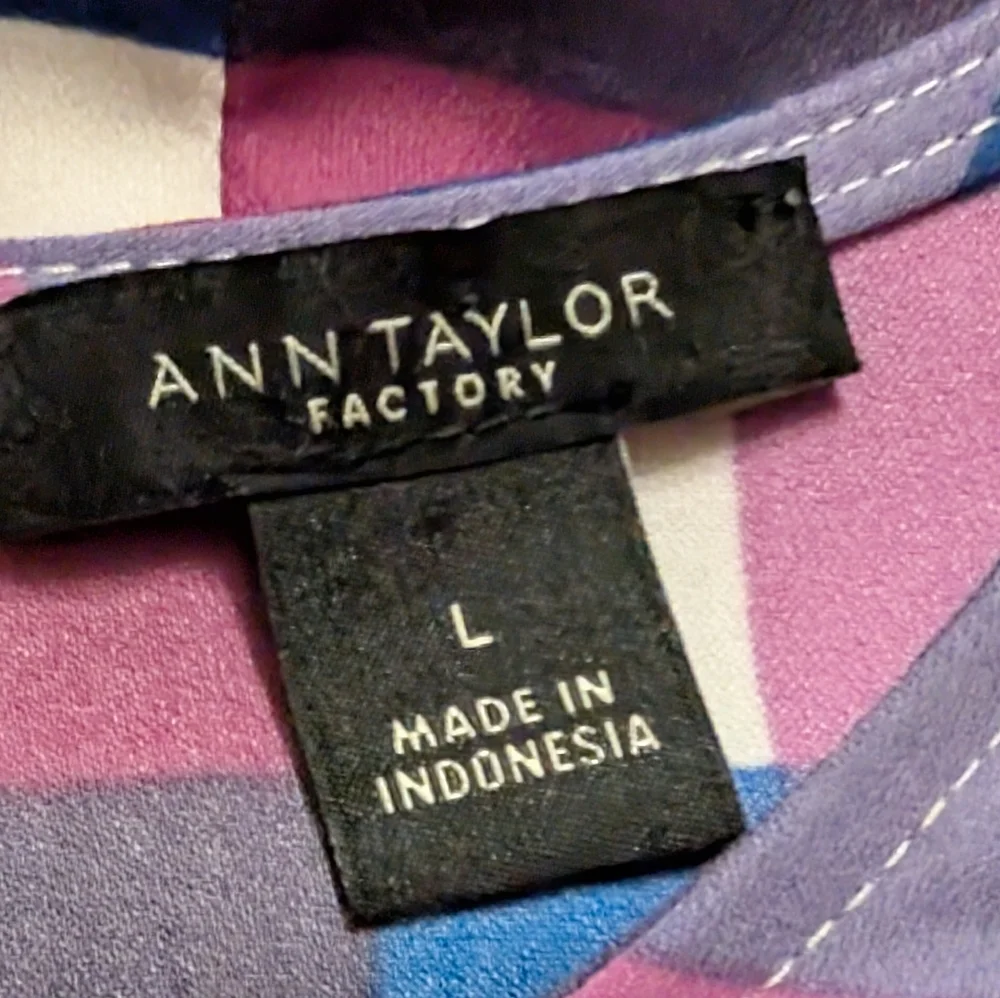 ANN TAYLOR
FACTORY
L
MADE IN
INDONESIA